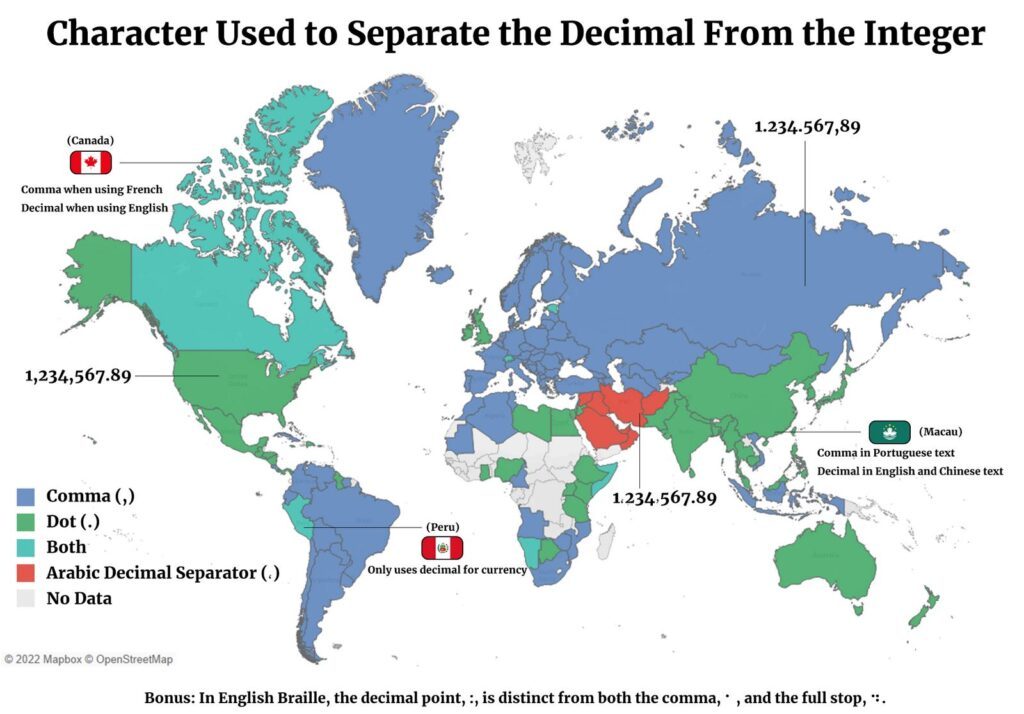 Character Used to Separate the Decimal From the Integer
1.234.567,89
(Canada)
Comma when using French
Decimal when using English
1,234,567.89
(Macau)
Comma in Portuguese text
Decimal in English and Chinese text
1.234.567.89
Comma (,)
Dot (.)
Both
Arabic Decimal Separator (.)
No Data
(Peru)
Only uses decimal for currency
© 2022 Mapbox © OpenStreetMap
Bonus: In English Braille, the decimal point, :, is distinct from both the comma, · , and the full stop, ⠲.